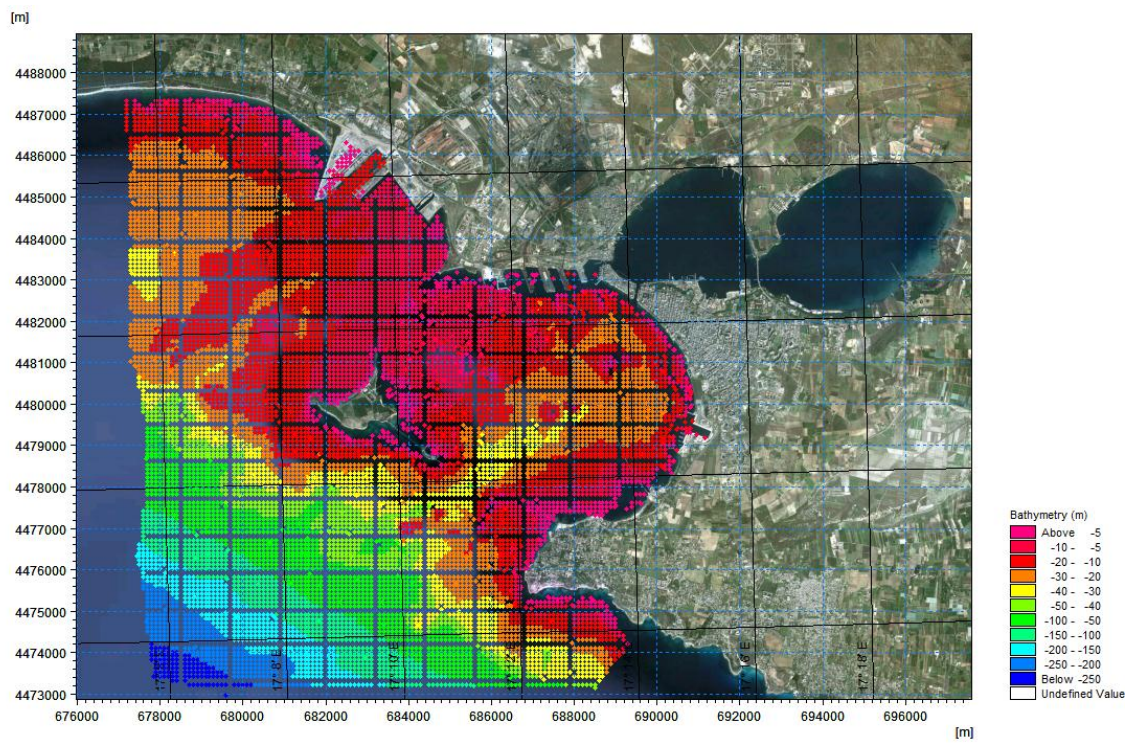 [m]
4488000
4487000
4486000
4485000
4484000
4483000
4482000
4481000
4480000
4479000
4478000
4477000
4476000
4475000
4474000
4473000
17° 8' E
17° 10' E
17° 12' E
17° 18' E
676000 678000 680000 682000 684000 686000 688000 690000 692000 694000 696000
[m]
Bathymetry (m)
Above -5
-10 - -5
-20 - -10
-30 - -20
-40 - -30
-50 - -40
-100 - -50
-150 - -100
-200 - -150
-250 - -200
Below -250
Undefined Value